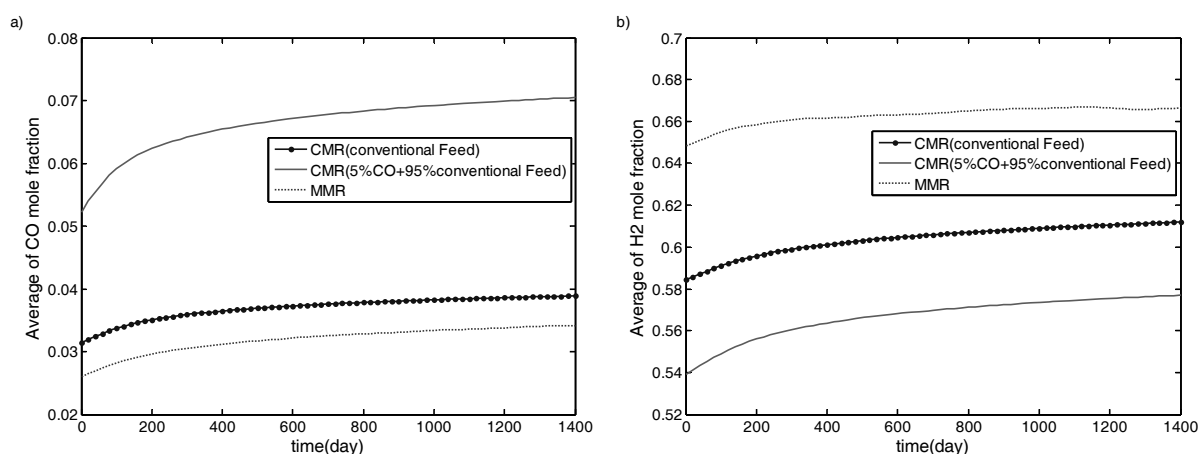 a)
0.08
0.07
0.06
0.05
0.04
0.03
0.02
Average of CO mole fraction
CMR(conventional Feed)
CMR(5%CO+95%conventional Feed)
MMR
0 200 400 600 800 1000 1200 1400
time(day)
b)
0.7
0.68
0.66
0.64
0.62
0.6
0.58
0.56
0.54
0.52
Average of H2 mole fraction
CMR(conventional Feed)
CMR(5%CO+95%conventional Feed)
MMR
0 200 400 600 800 1000 1200 1400
time(day)